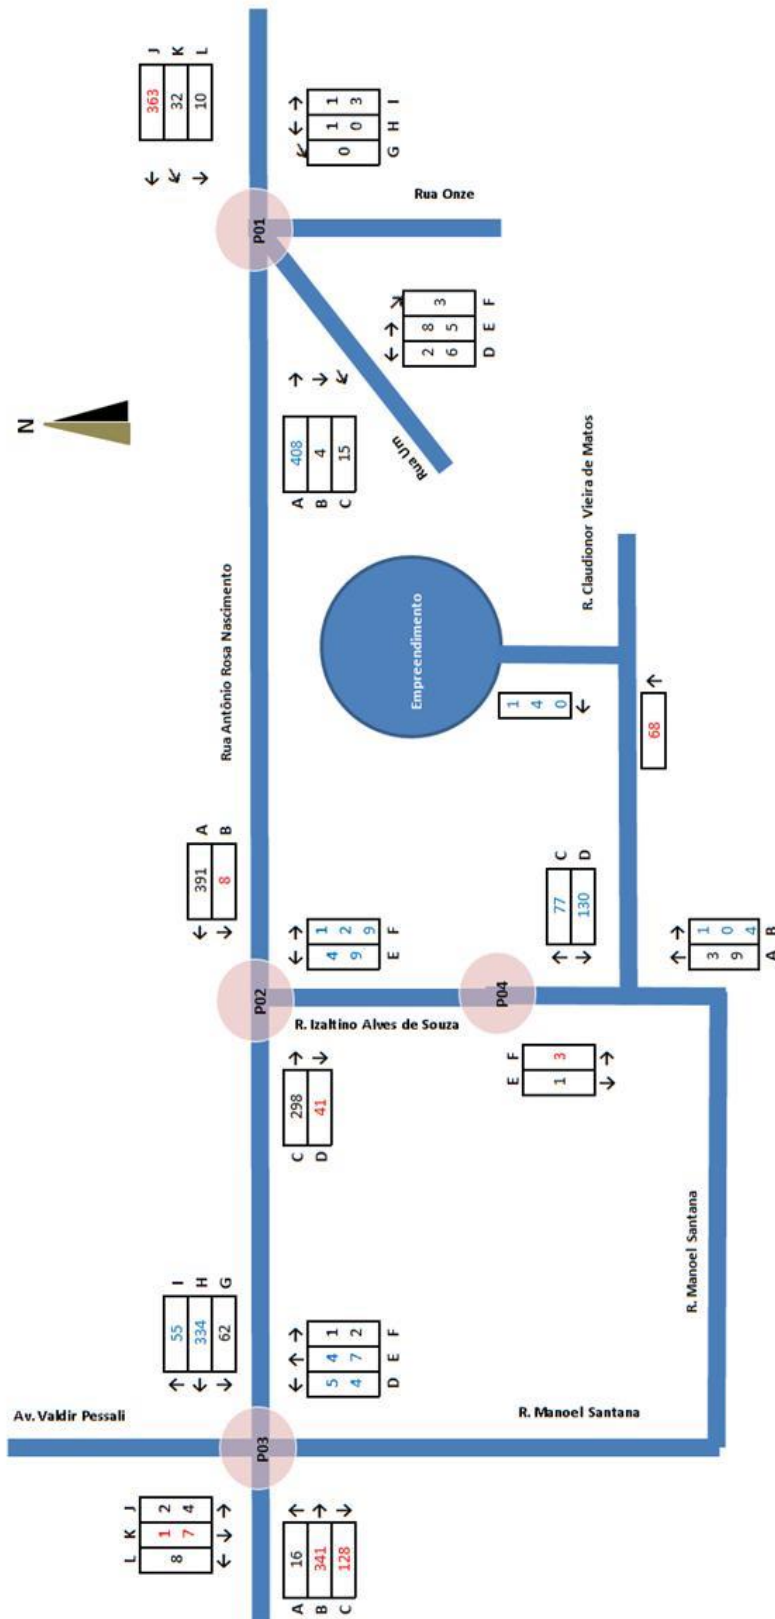 N
J
363
K
32
L
10
P01
0
1 1
0 3
G H I
Rua Onze
A
408
B
4
C
15
2 8 3
6 5
D E F
Rua Um
Rua Antônio Rosa Nascimento
Empreendimento
1
4
0
R. Claudionor Vieira de Matos
68
391
A
8
B
P02
4 1
9 2
9
E F
R. Izaltino Alves de Souza
C
298
D
41
P04
77
C
130
D
E F
1 3
3 1
9 0
4
A B
55
I
334
H
62
G
Av. Valdir Pessali
P03
5 4 1
4 7 2
D E F
L K J
8 1 2
7 4
A
16
B
341
C
128
R. Manoel Santana
R. Manoel Santana